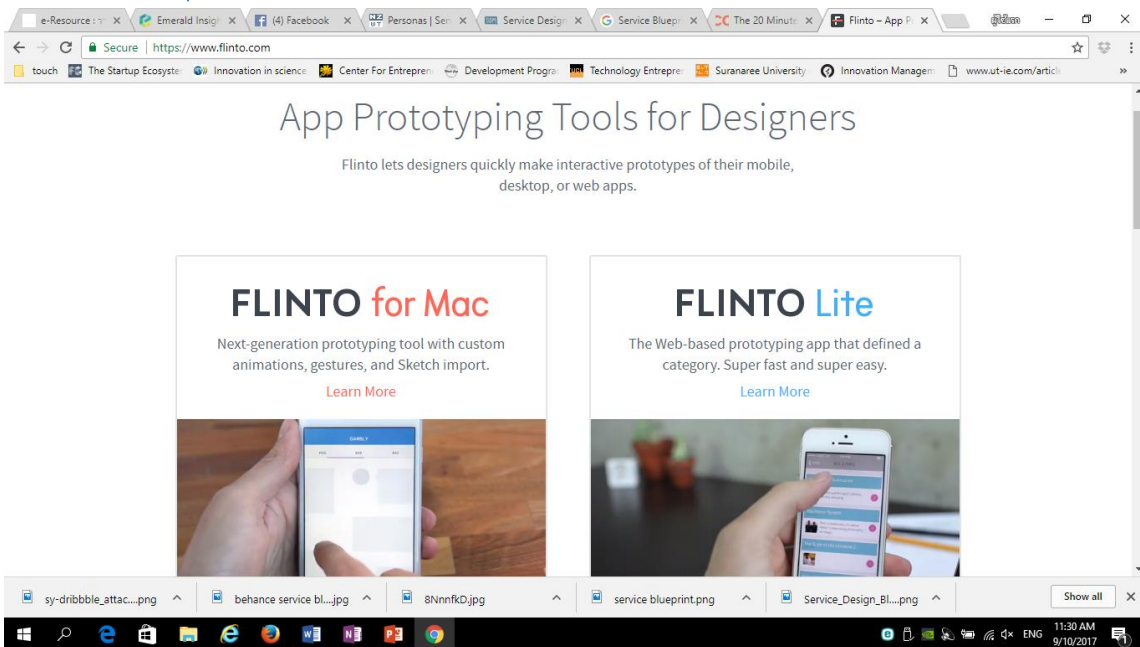 e-Resource : ฯ
Emerald Insigh
(4) Facebook
Personas | Ser
Service Design
Service Bluepr
The 20 Minute
Flinto – App P
Secure | https://www.flinto.com
touch
The Startup Ecosyste
Innovation in science
Center For Entrepren
Development Progra
Technology Entrepren
Suranaree University
Innovation Managem
www.ut-ie.com/articl
App Prototyping Tools for Designers
Flinto lets designers quickly make interactive prototypes of their mobile,
desktop, or web apps.
FLINTO for Mac
Next-generation prototyping tool with custom
animations, gestures, and Sketch import.
Learn More
FLINTO Lite
The Web-based prototyping app that defined a
category. Super fast and super easy.
Learn More
sy-dribbble_attac....png
behance service bl....jpg
8NnnfkD.jpg
service blueprint.png
Service_Design_Bl....png
Show all
ENG
11:30 AM
9/10/2017